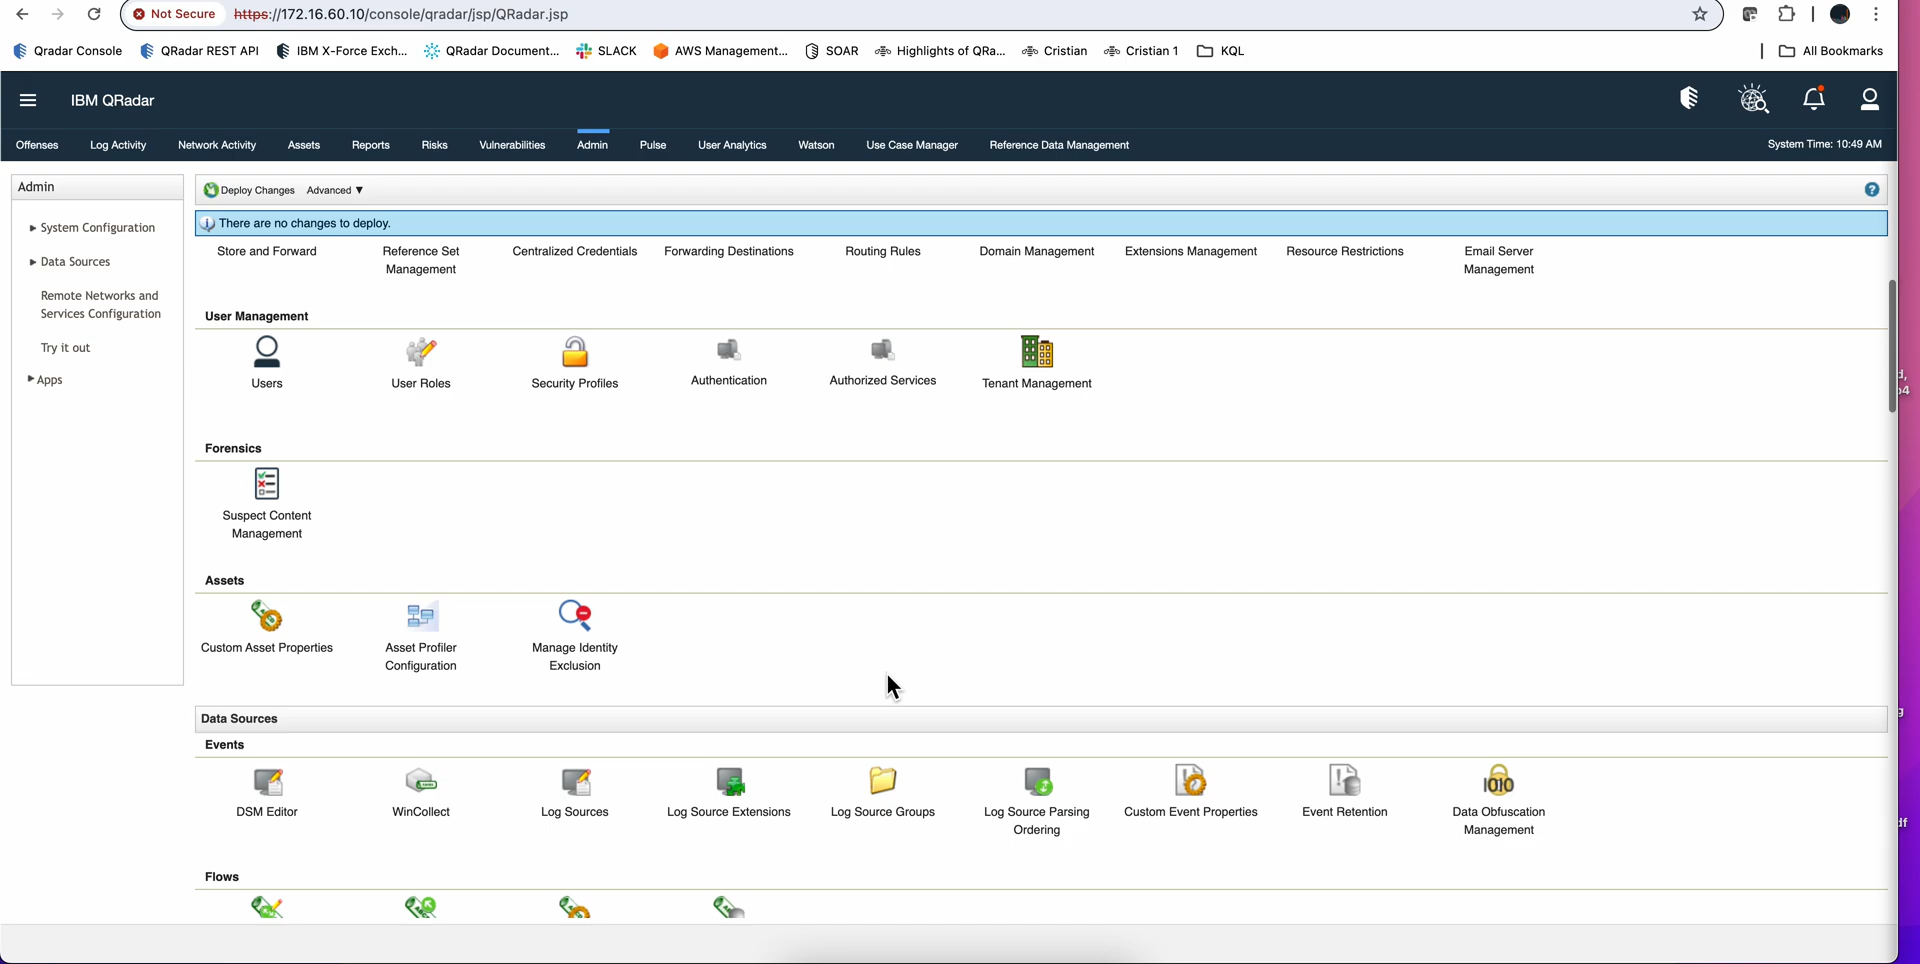 Not Secure https://172.16.60.10/console/qradar/jsp/QRadar.jsp
Qradar Console QRadar REST API IBM X-Force Exch... QRadar Document... SLACK AWS Management... SOAR Highlights of QRa... Cristian Cristian 1 KQL All Bookmarks
IBM QRadar
Offenses Log Activity Network Activity Assets Reports Risks Vulnerabilities Admin Pulse User Analytics Watson Use Case Manager Reference Data Management System Time: 10:49 AM
Admin
System Configuration
Data Sources
Remote Networks and
Services Configuration
Try it out
Apps
Deploy Changes Advanced ▼
There are no changes to deploy.
Store and Forward Reference Set Centralized Credentials Forwarding Destinations Routing Rules Domain Management Extensions Management Resource Restrictions Email Server
Management Management
User Management
Users User Roles Security Profiles Authentication Authorized Services Tenant Management
Forensics
Suspect Content
Management
Assets
Custom Asset Properties Asset Profiler Manage Identity
Configuration Exclusion
Data Sources
Events
DSM Editor WinCollect Log Sources Log Source Extensions Log Source Groups Log Source Parsing Custom Event Properties Event Retention Data Obfuscation
Ordering Management
Flows